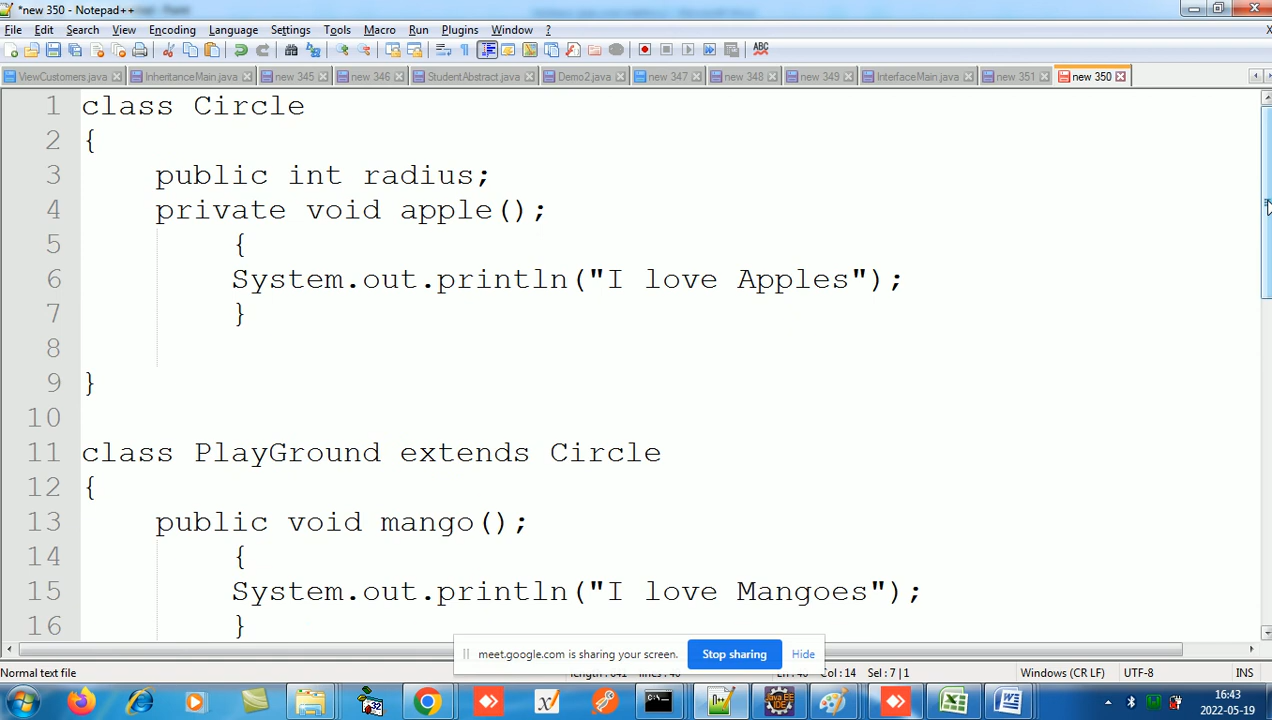 *new 350 - Notepad++
File Edit Search View Encoding Language Settings Tools Macro Run Plugins Window ? X
ViewCustomers.java InheritanceMain.java new 345 new 346 StudentAbstract.java Demo2.java new 347 new 348 new 349 InterfaceMain.java new 351 new 350
1 class Circle
2 {
3 public int radius;
4 private void apple();
5 {
6 System.out.println("I love Apples");
7 }
8
9 }
10
11 class PlayGround extends Circle
12 {
13 public void mango();
14 {
15 System.out.println("I love Mangoes");
16 }
meet.google.com is sharing your screen. Stop sharing Hide
Normal text file Col : 14 Sel : 7 | 1 Windows (CR LF) UTF-8 INS
16:43
2022-05-19